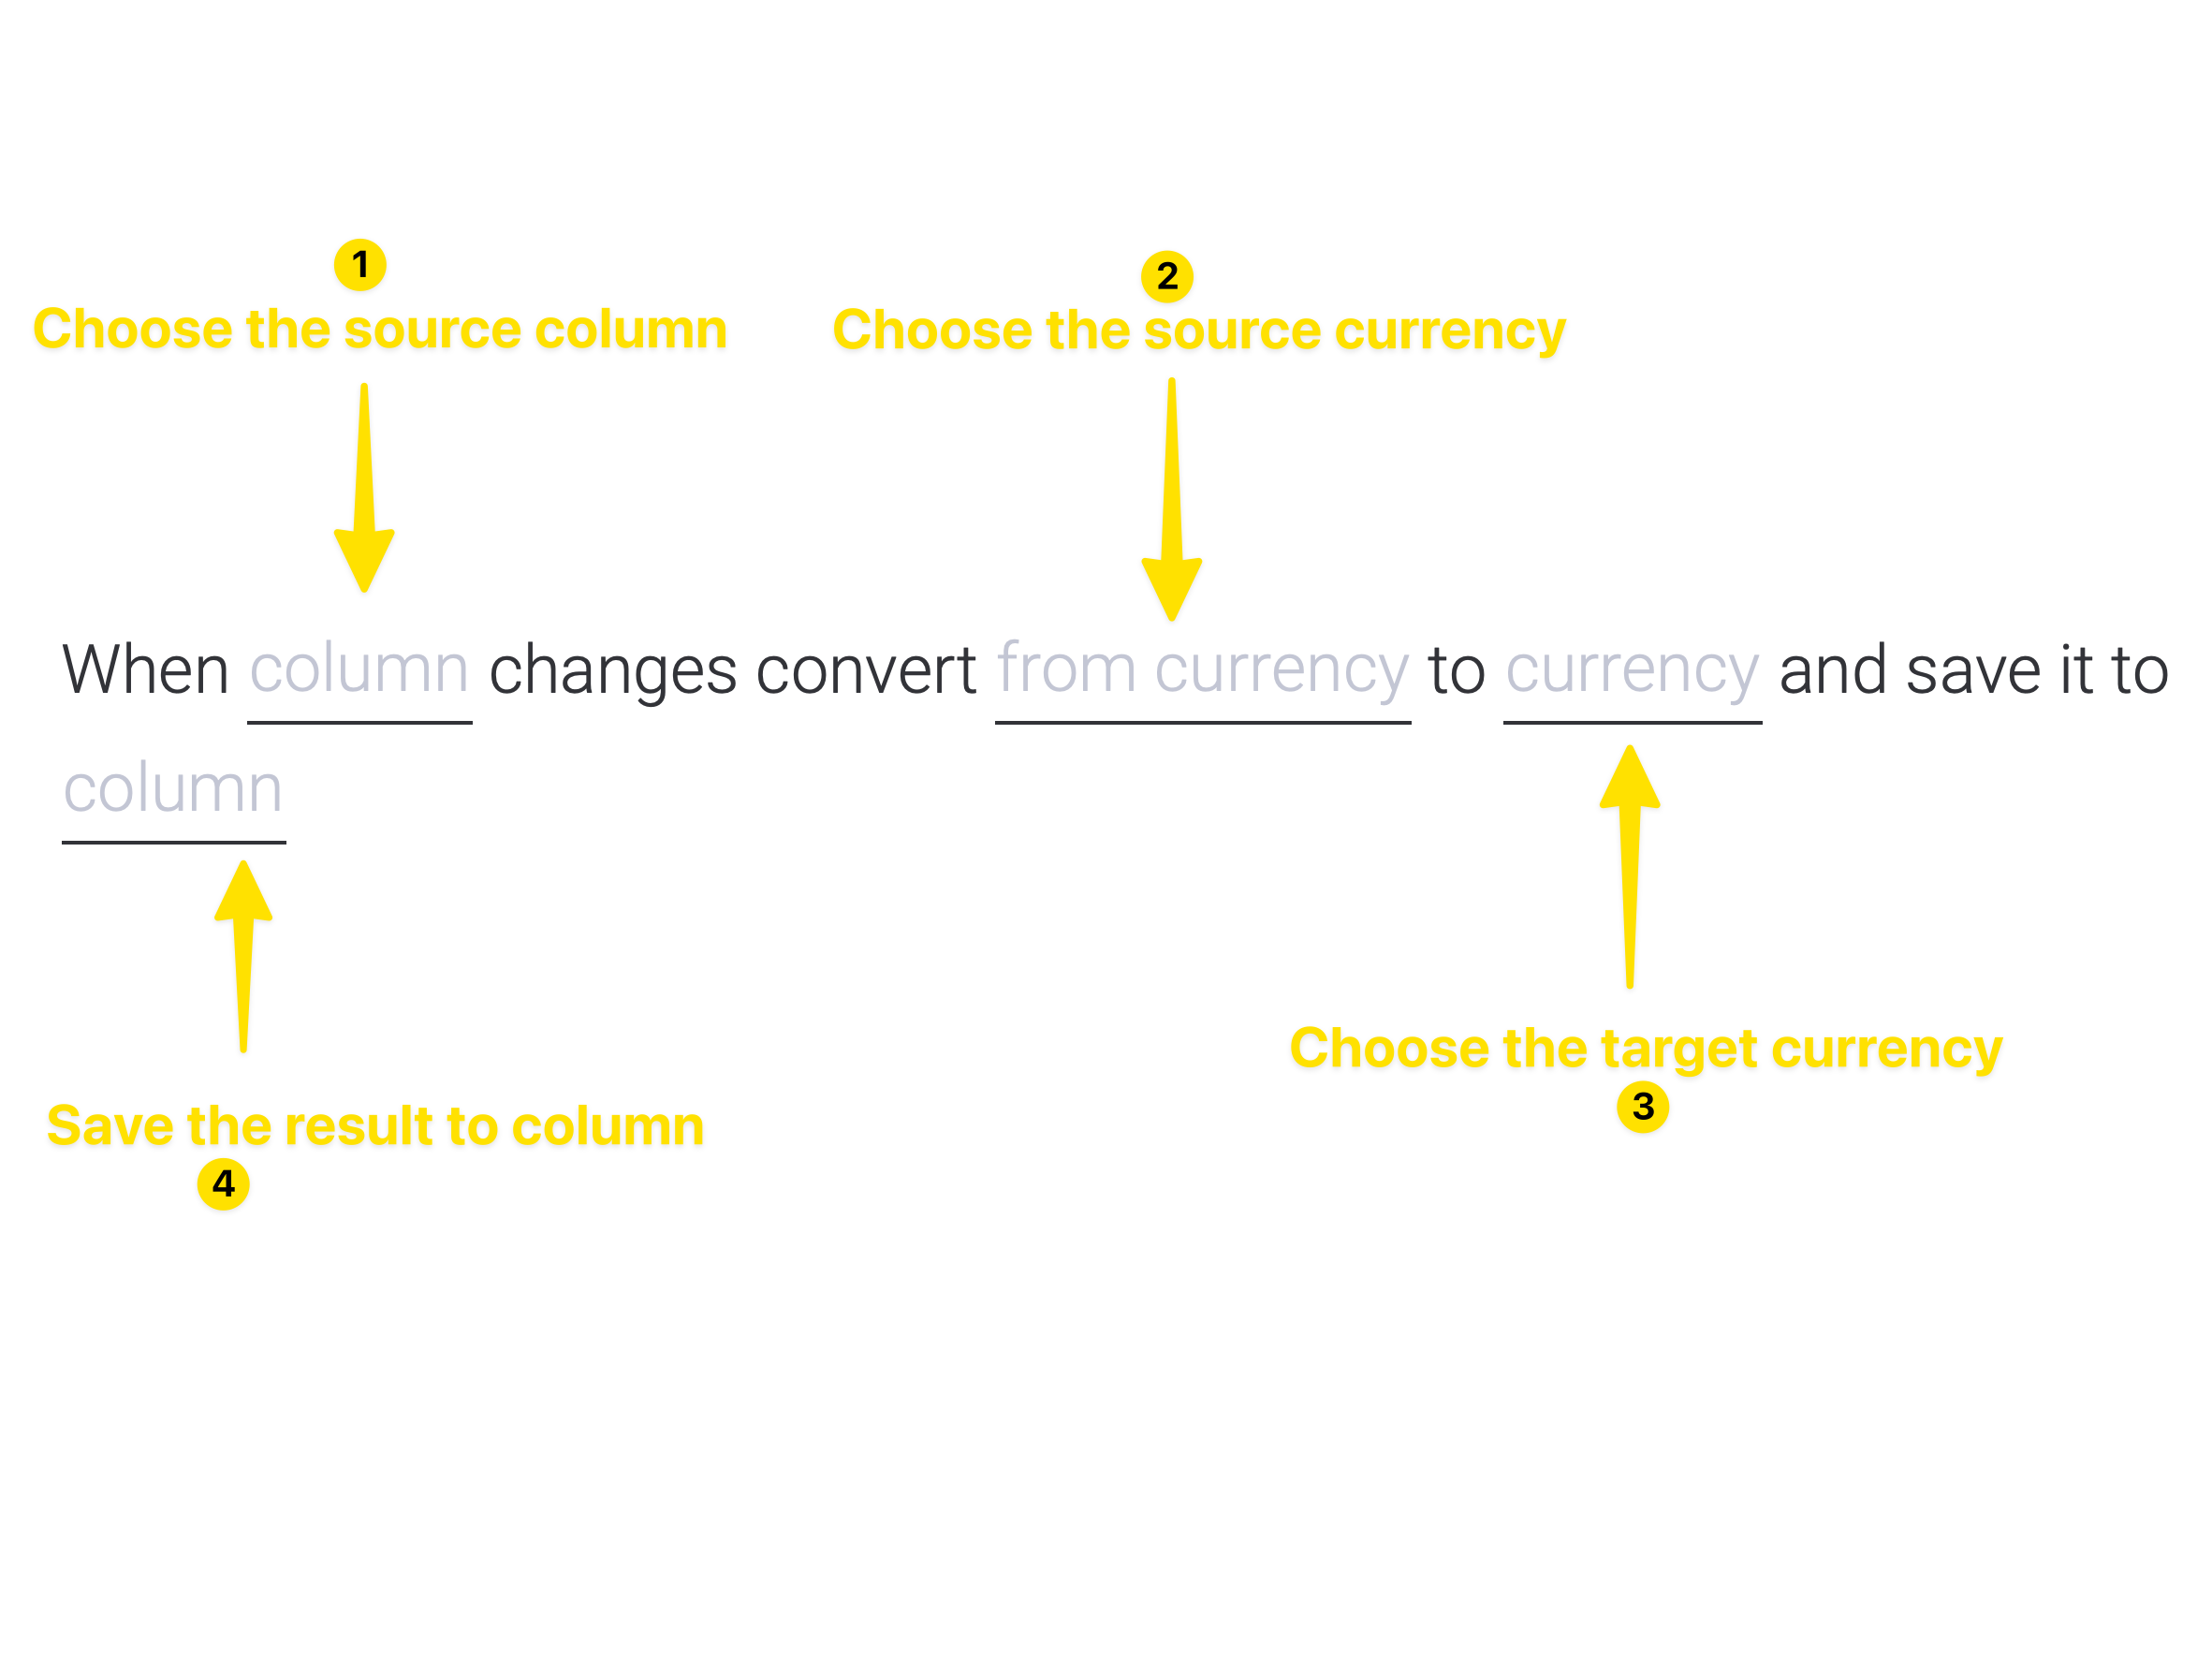 1
Choose the source column
2
Choose the source currency
When column changes convert from currency to currency and save it to
column
Choose the target currency
3
Save the result to column
4